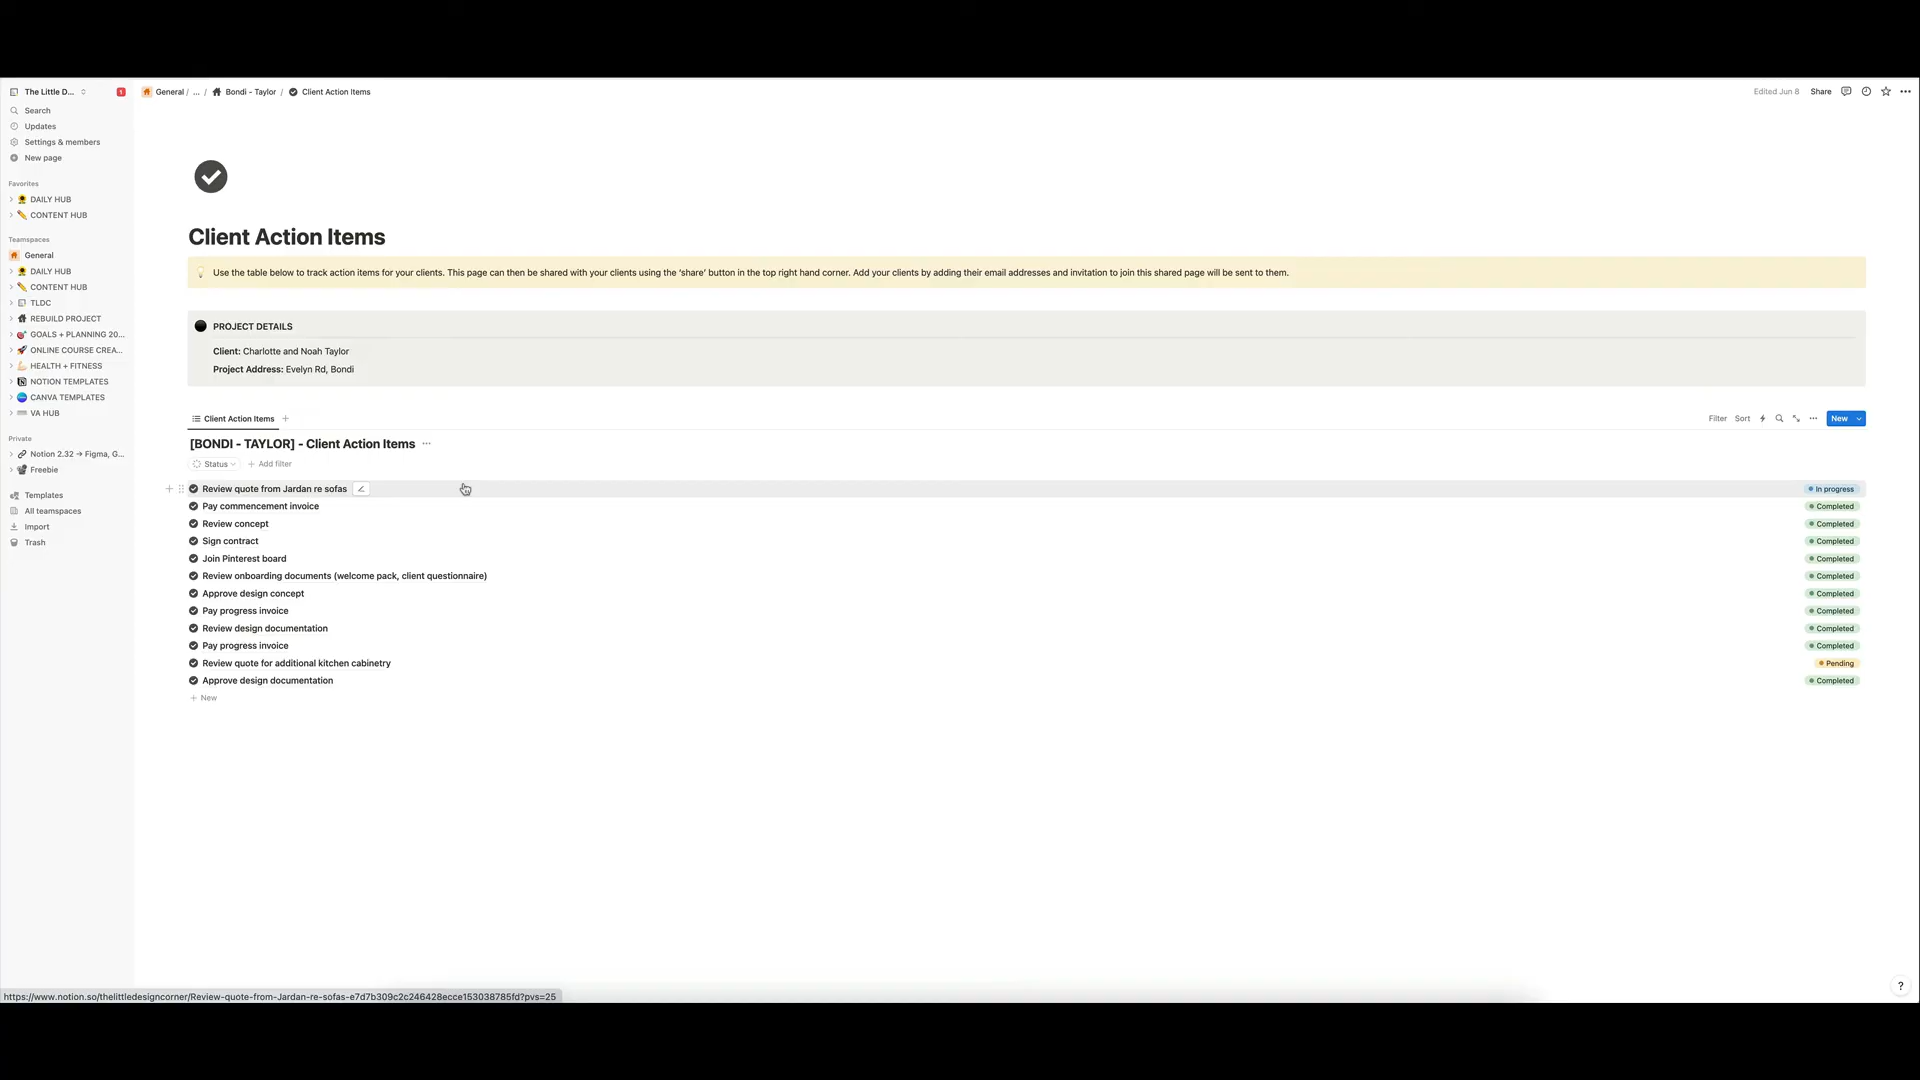 The Little D...
1
Search
Updates
Settings & members
New page
Favorites
DAILY HUB
CONTENT HUB
Teamspaces
General
DAILY HUB
CONTENT HUB
TLDC
REBUILD PROJECT
GOALS + PLANNING 20...
ONLINE COURSE CREA...
HEALTH + FITNESS
NOTION TEMPLATES
CANVA TEMPLATES
VA HUB
Private
Notion 2.32 → Figma, G...
Freebie
Templates
All teamspaces
Import
Trash
General / ... / Bondi - Taylor / Client Action Items
Edited Jun 8 Share
Client Action Items
Use the table below to track action items for your clients. This page can then be shared with your clients using the ‘share’ button in the top right hand corner. Add your clients by adding their email addresses and invitation to join this shared page will be sent to them.
PROJECT DETAILS
Client: Charlotte and Noah Taylor
Project Address: Evelyn Rd, Bondi
Client Action Items
Filter Sort New
[BONDI - TAYLOR] - Client Action Items
Status + Add filter
Review quote from Jardan re sofas In progress
Pay commencement invoice Completed
Review concept Completed
Sign contract Completed
Join Pinterest board Completed
Review onboarding documents (welcome pack, client questionnaire) Completed
Approve design concept Completed
Pay progress invoice Completed
Review design documentation Completed
Pay progress invoice Completed
Review quote for additional kitchen cabinetry Pending
Approve design documentation Completed
+ New
?
https://www.notion.so/thelittledesigncorner/Review-quote-from-Jardan-re-sofas-e7d7b309c2c246428ecce153038785fd?pvs=25